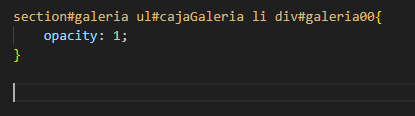 section#galeria ul#cajaGaleria li div#galeria00{
    opacity: 1;
}